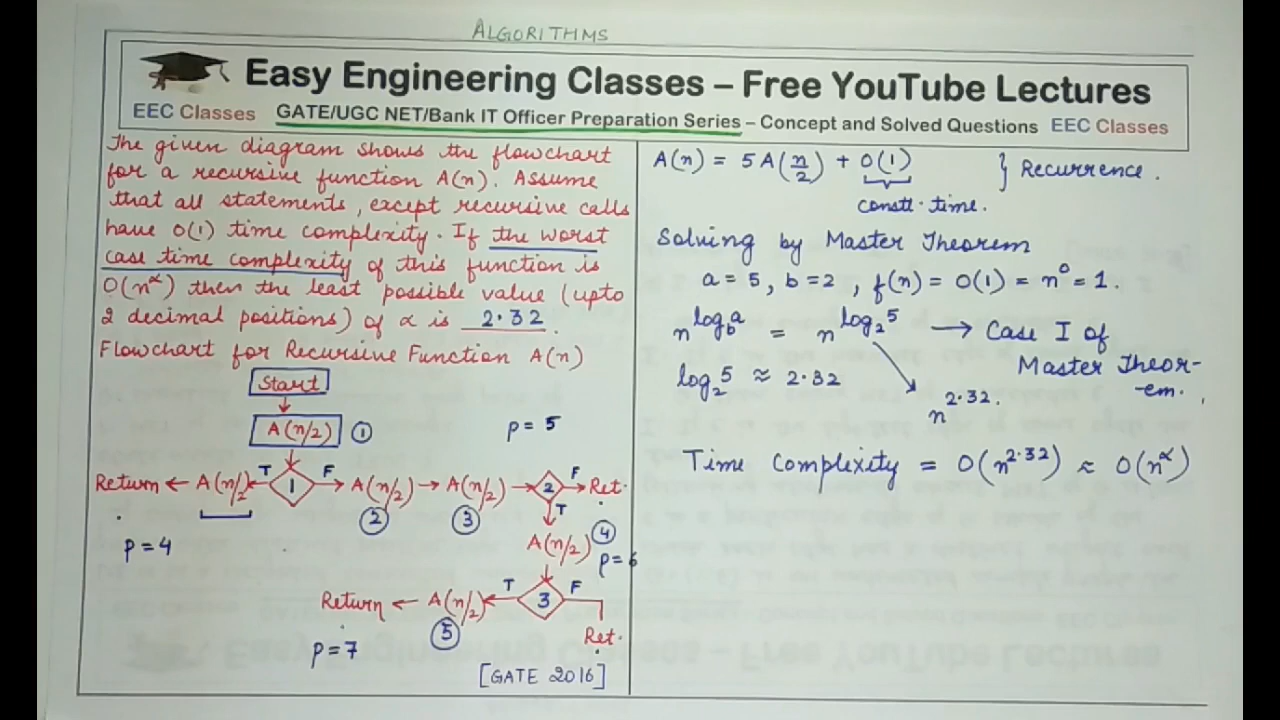 ALGORITHMS
Easy Engineering Classes – Free YouTube Lectures
EEC Classes GATE/UGC NET/Bank IT Officer Preparation Series – Concept and Solved Questions EEC Classes
The given diagram shows the flowchart
for a recursive function A(n). Assume
that all statements, except recursive calls
have O(1) time complexity. If the worst
case time complexity of this function is
O(n^α) then the least possible value (upto
2 decimal positions) of α is 2.32.
Flowchart for Recursive Function A(n)
Start
A(n/2) ①
p = 5
Return ← A(n/2) ← T 1 F → A(n/2) → A(n/2) → 2 F → Ret.
② ③ T
p = 4
A(n/2) ④
p = 6
Return ← A(n/2) ← T 3 F
⑤ Ret.
p = 7
[GATE 2016]
A(n) = 5A(n/2) + O(1) } Recurrence.
constt. time.
Solving by Master Theorem
a = 5, b = 2, f(n) = O(1) = n^0 = 1.
n^log_b a = n^log_2 5 → Case I of
Master Theor-
em.
log_2 5 ≈ 2.32
n^2.32.
Time Complexity = O(n^2.32) ≈ O(n^α)